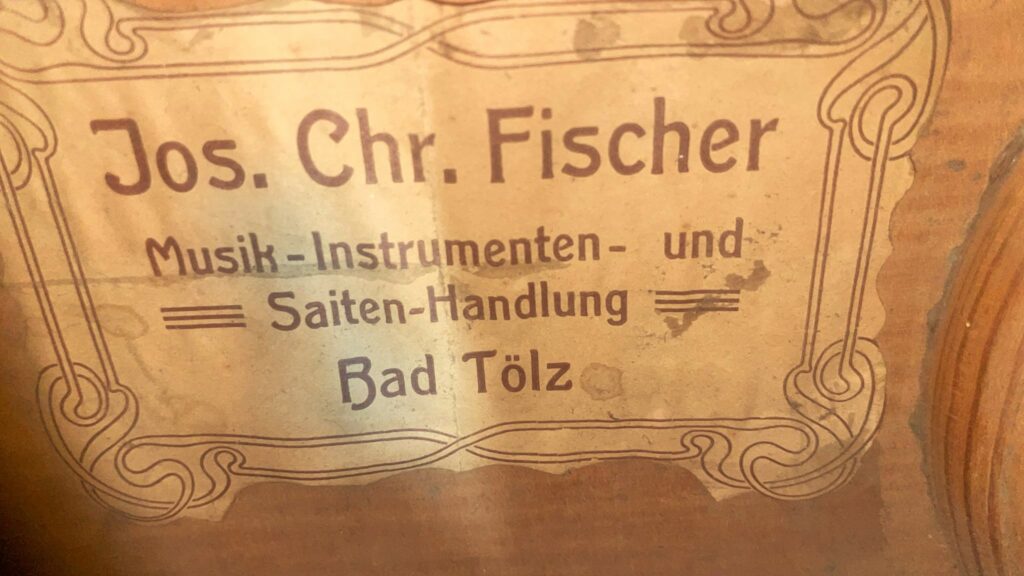 Jos. Chr. Fischer
Musik-Instrumenten- und
Saiten-Handlung
Bad Tölz